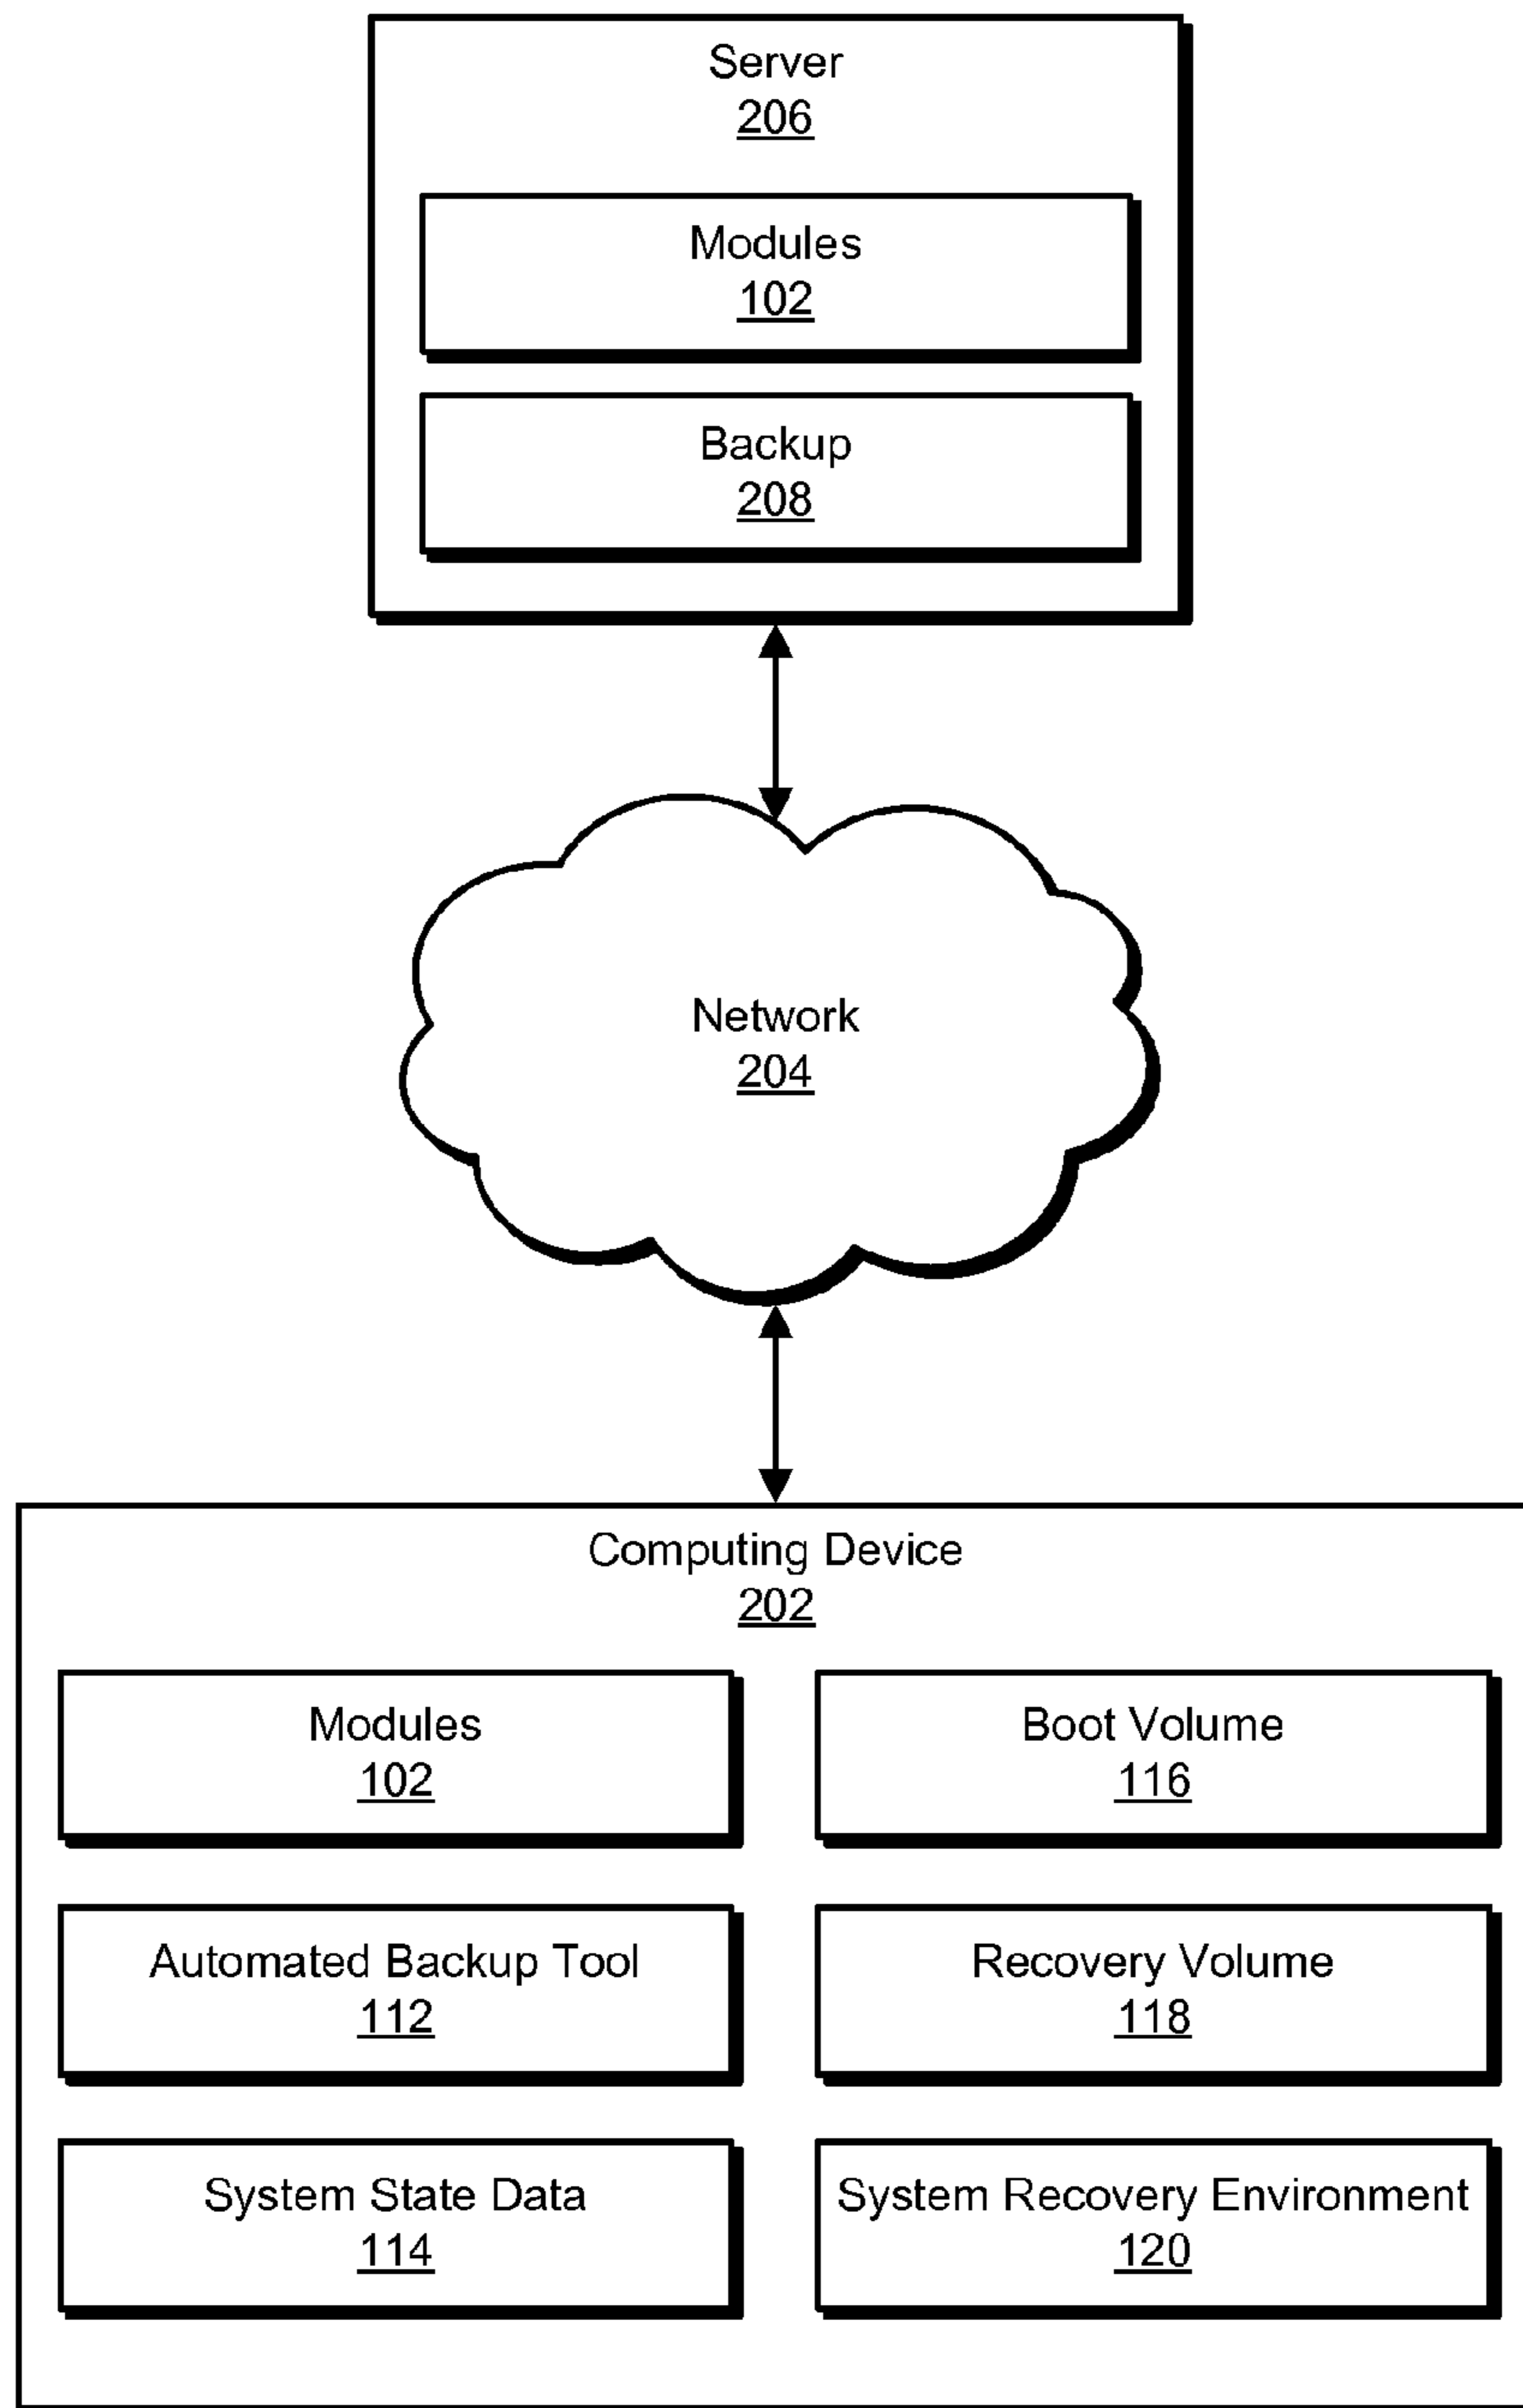 Server
206
Modules
102
Backup
208
Network
204
Computing Device
202
Modules
102
Boot Volume
116
Automated Backup Tool
112
Recovery Volume
118
System State Data
114
System Recovery Environment
120